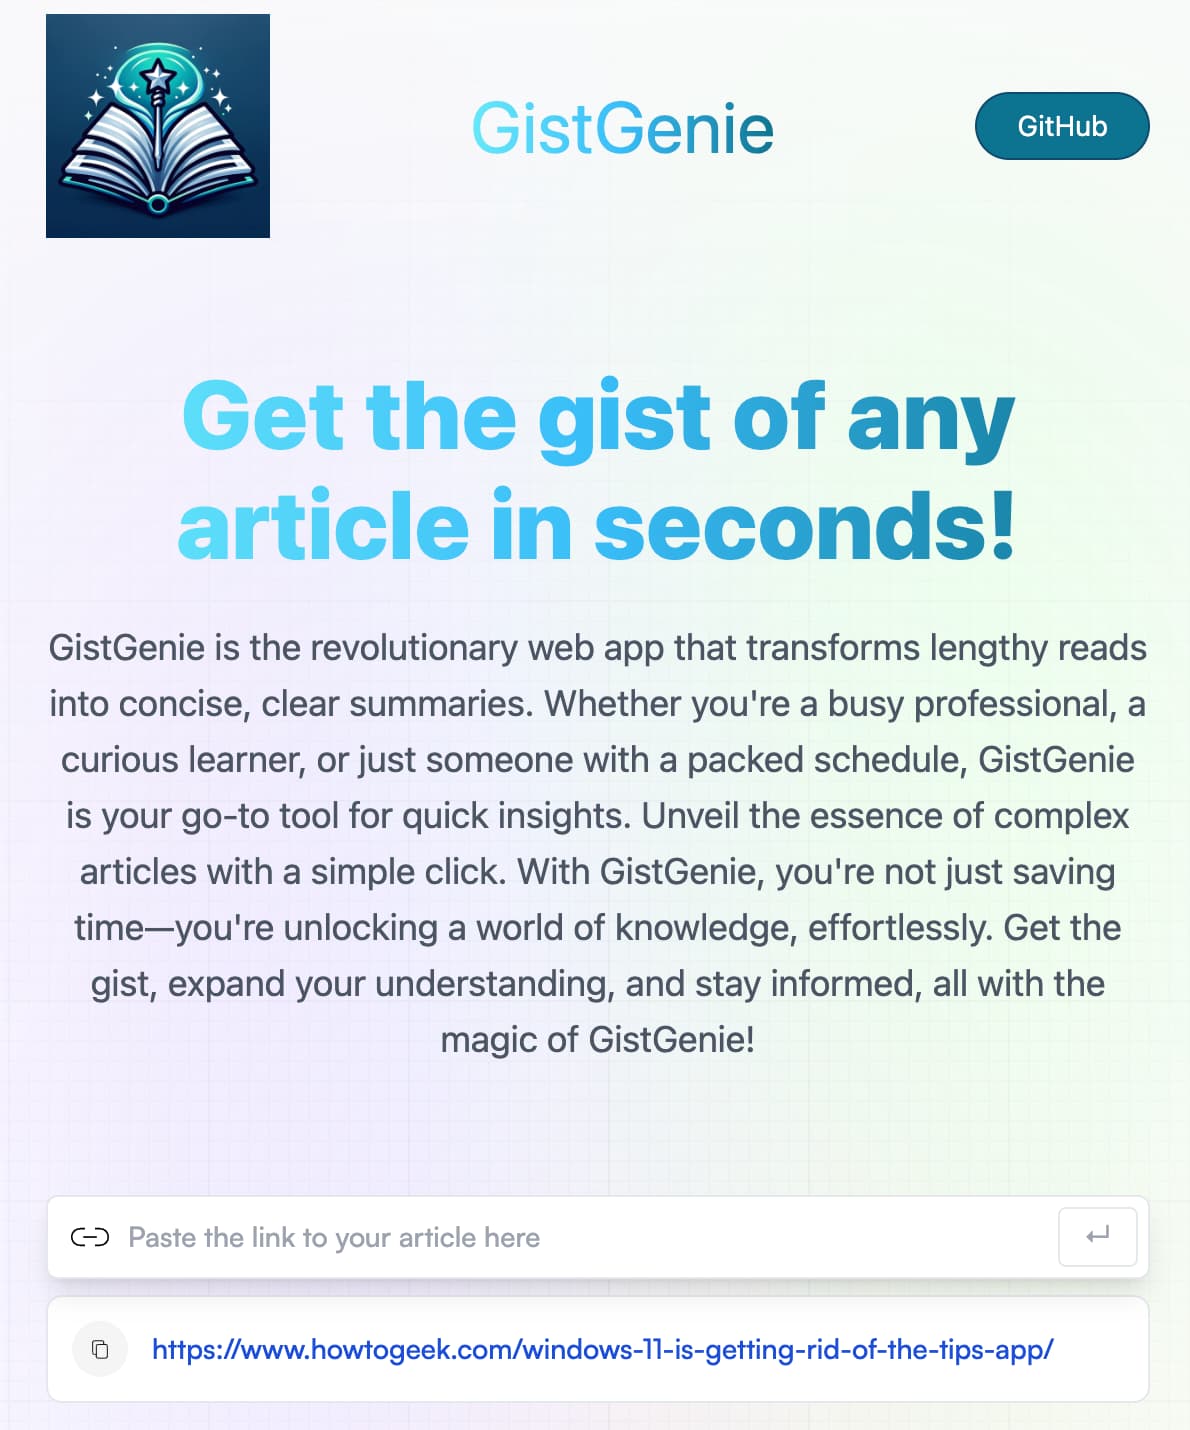 GistGenie
GitHub
Get the gist of any
article in seconds!
GistGenie is the revolutionary web app that transforms lengthy reads
into concise, clear summaries. Whether you're a busy professional, a
curious learner, or just someone with a packed schedule, GistGenie
is your go-to tool for quick insights. Unveil the essence of complex
articles with a simple click. With GistGenie, you're not just saving
time—you're unlocking a world of knowledge, effortlessly. Get the
gist, expand your understanding, and stay informed, all with the
magic of GistGenie!
Paste the link to your article here
https://www.howtogeek.com/windows-11-is-getting-rid-of-the-tips-app/